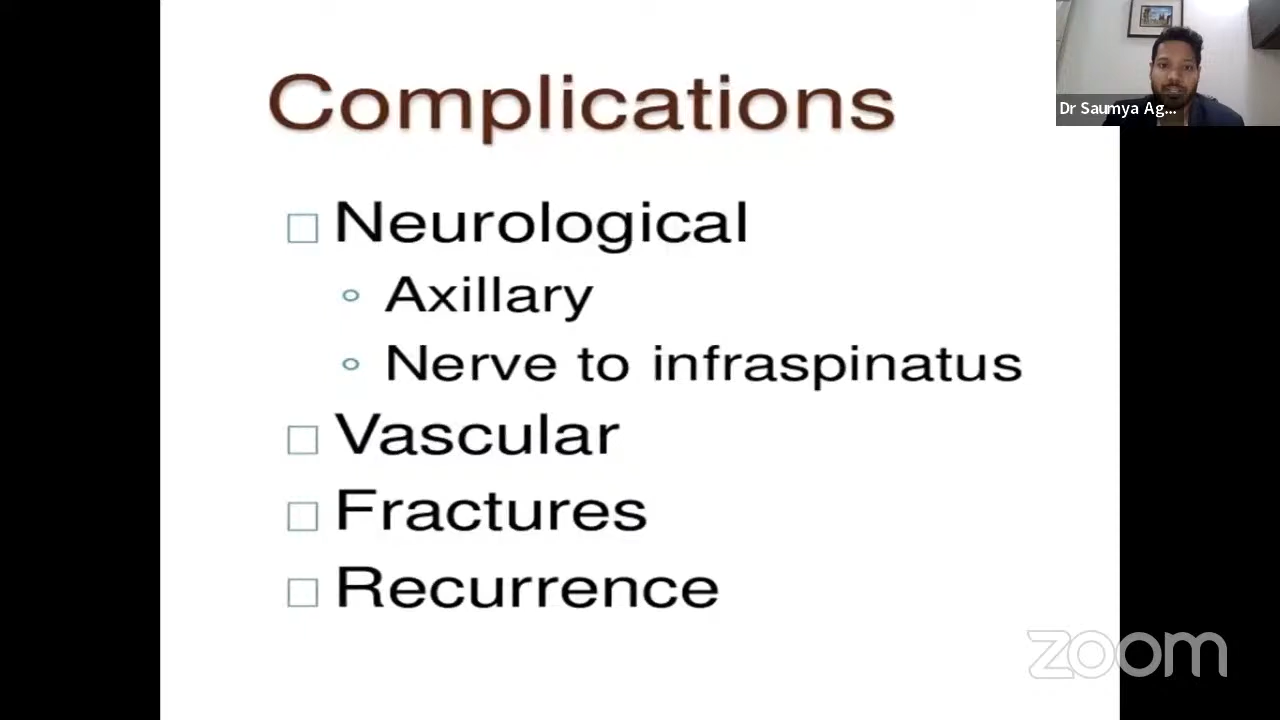 Complications
Neurological
Axillary
Nerve to infraspinatus
Vascular
Fractures
Recurrence
Dr Saumya Ag...
zoom